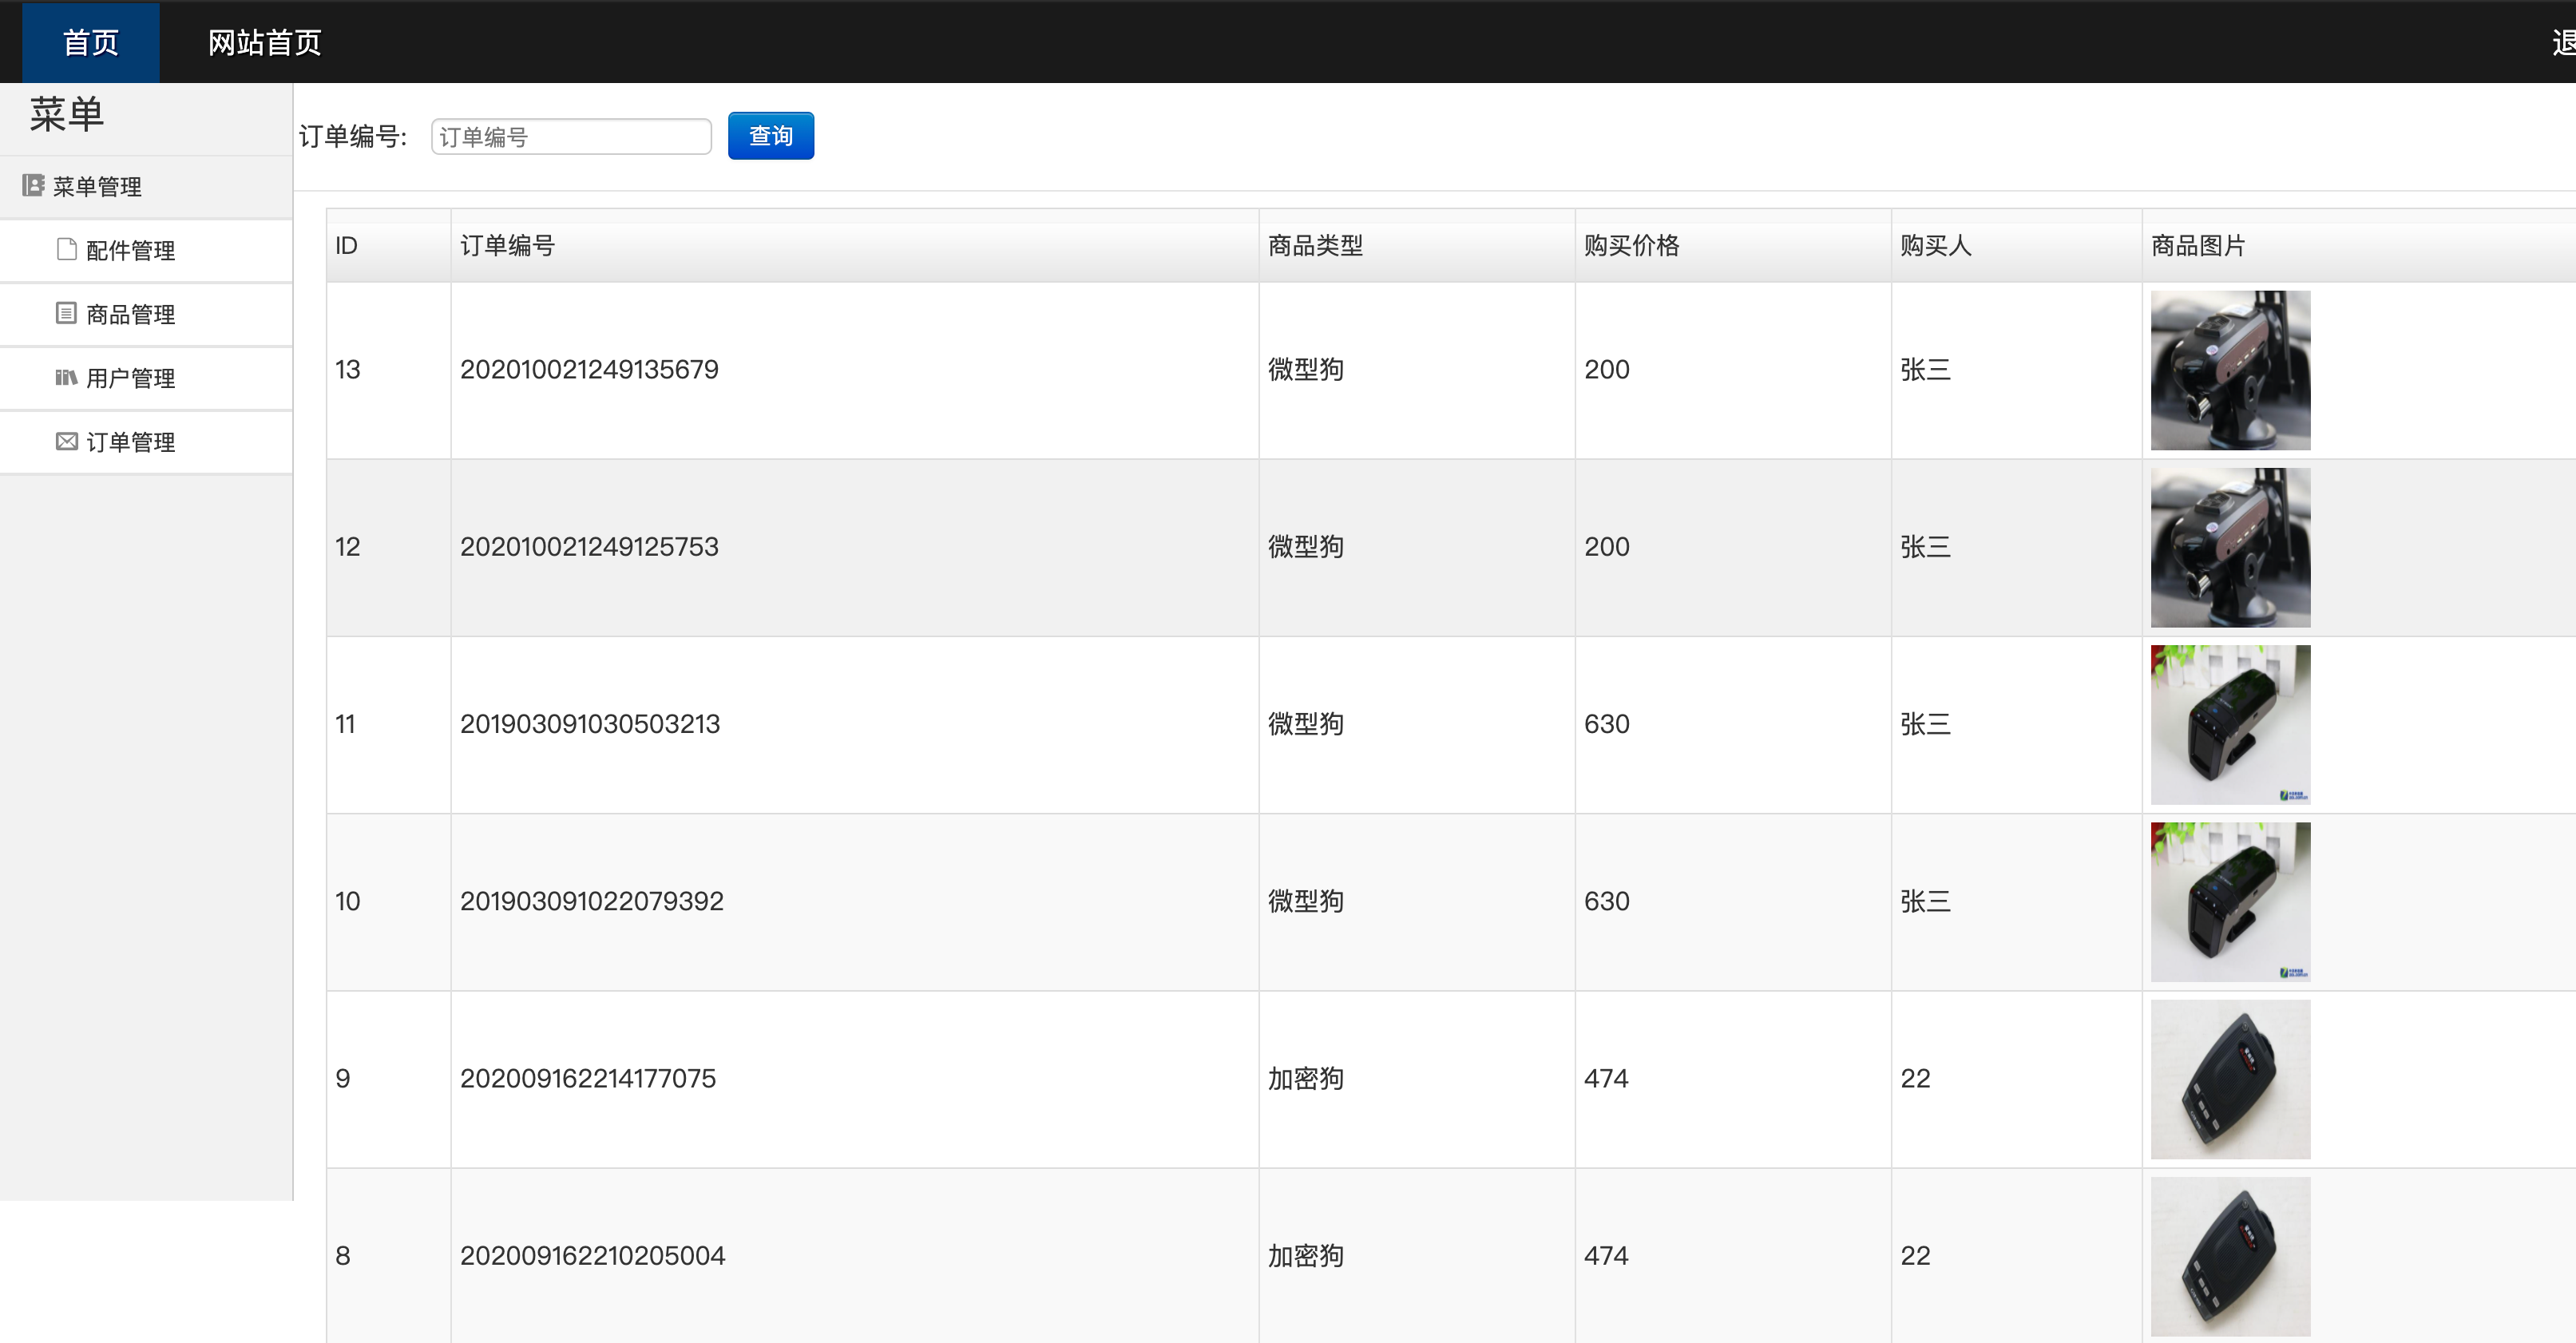 首页 网站首页 退
菜单
订单编号: 订单编号 查询
菜单管理
配件管理
商品管理
用户管理
订单管理
ID 订单编号 商品类型 购买价格 购买人 商品图片
13 202010021249135679 微型狗 200 张三
12 202010021249125753 微型狗 200 张三
11 201903091030503213 微型狗 630 张三
10 201903091022079392 微型狗 630 张三
9 202009162214177075 加密狗 474 22
8 202009162210205004 加密狗 474 22